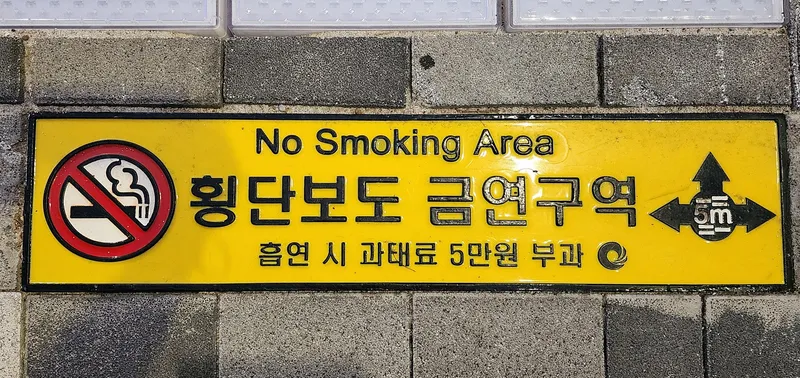 No Smoking Area
횡단보도 금연구역
5m
흡연 시 과태료 5만원 부과